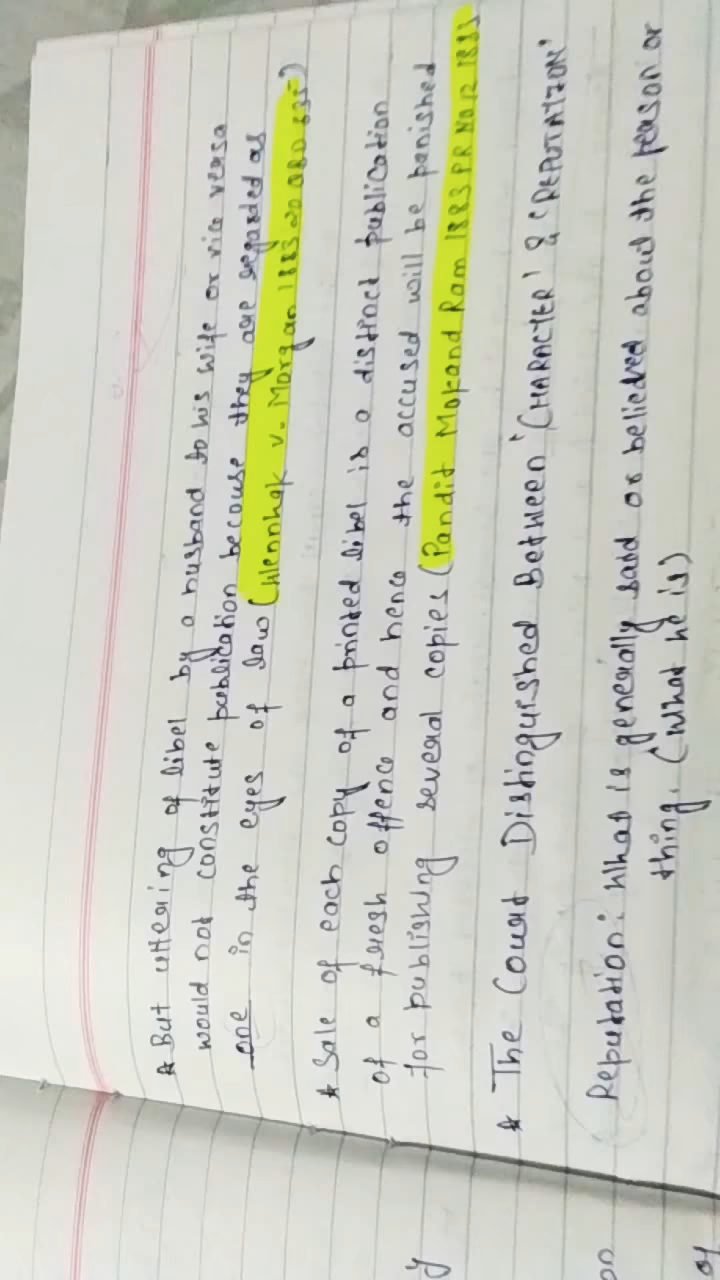 * But uttering of libel by a husband to his wife or vice versa
would not constitute publication because they are regarded as
one in the eyes of law (Wennhak v. Morgan 1883 20 QBD 635)
* Sale of each copy of a printed libel is a distinct publication
of a fresh offence and hence the accused will be punished
for publishing several copies (Pandit Mokand Ram 1883 PR No 12 1883
* The Court Distinguished Between 'CHARACTER' & 'REPUTATION'
Reputation: What is generally said or believed about the person or
thing. (What he is)
y
on
of